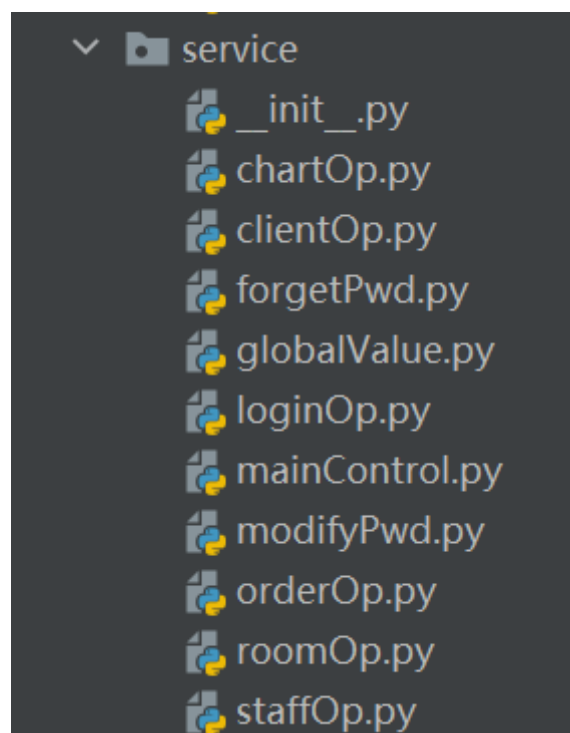 service
__init__.py
chartOp.py
clientOp.py
forgetPwd.py
globalValue.py
loginOp.py
mainControl.py
modifyPwd.py
orderOp.py
roomOp.py
staffOp.py